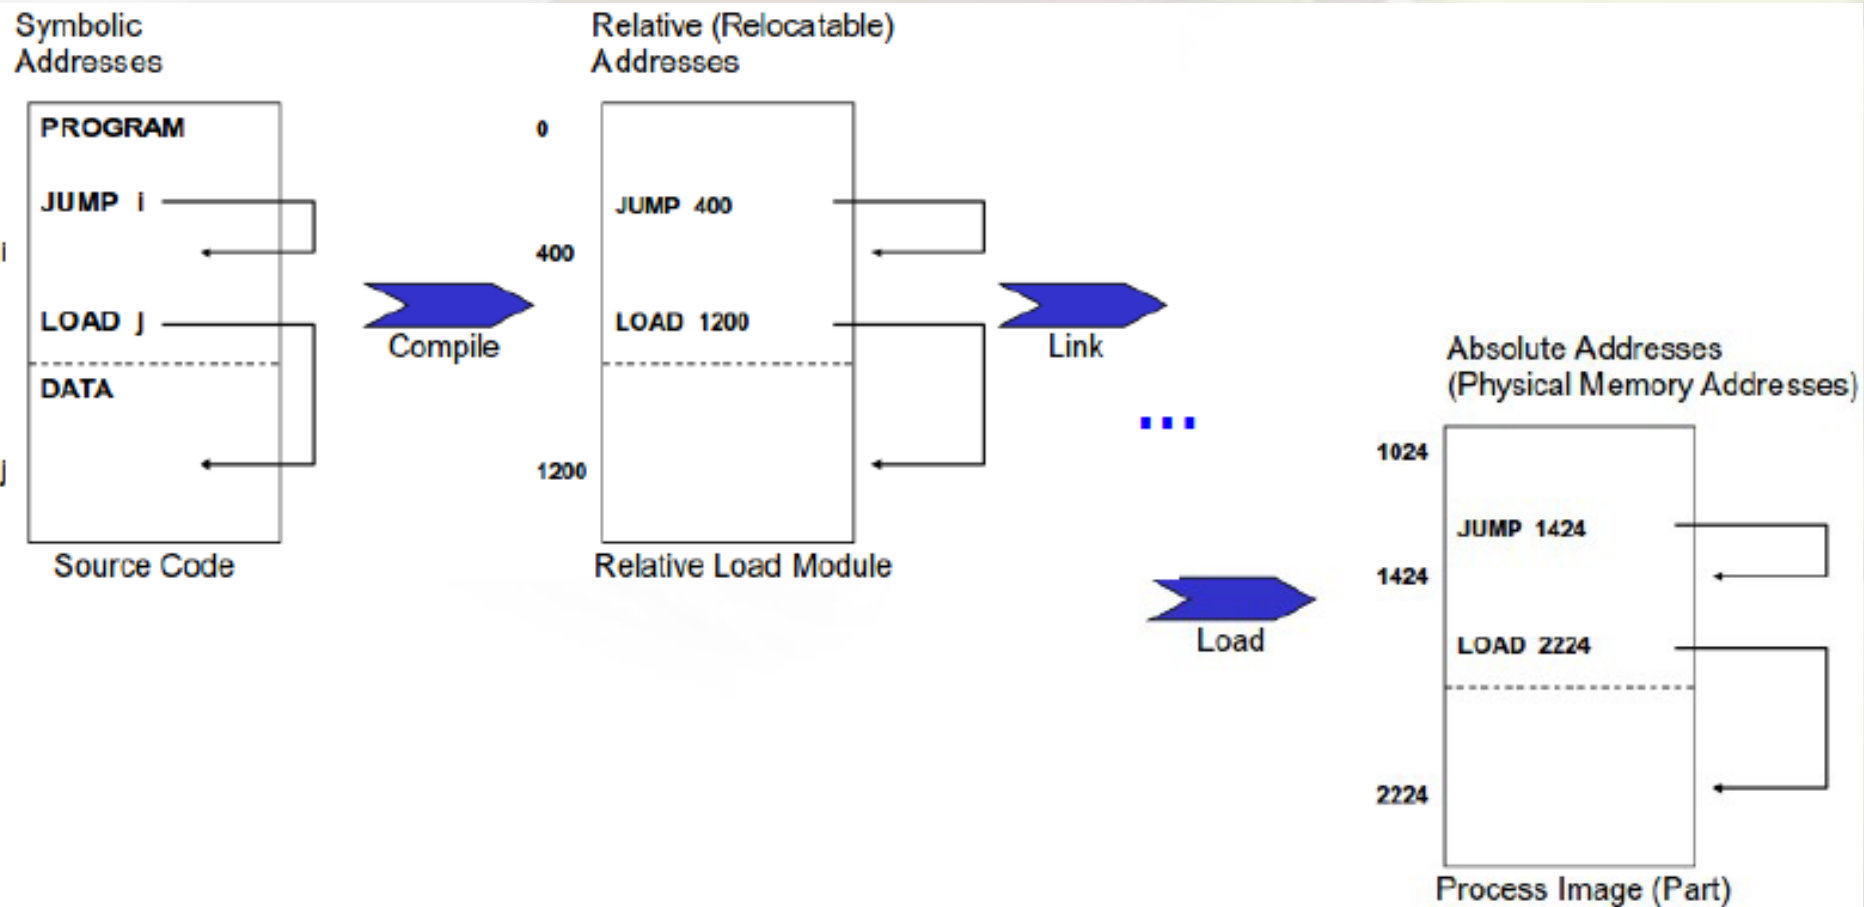 Symbolic
Addresses
PROGRAM
JUMP i
i
LOAD j
DATA
j
Source Code
Compile
Relative (Relocatable)
Addresses
0
JUMP 400
400
LOAD 1200
1200
Relative Load Module
Link
...
Load
Absolute Addresses
(Physical Memory Addresses)
1024
JUMP 1424
1424
LOAD 2224
2224
Process Image (Part)